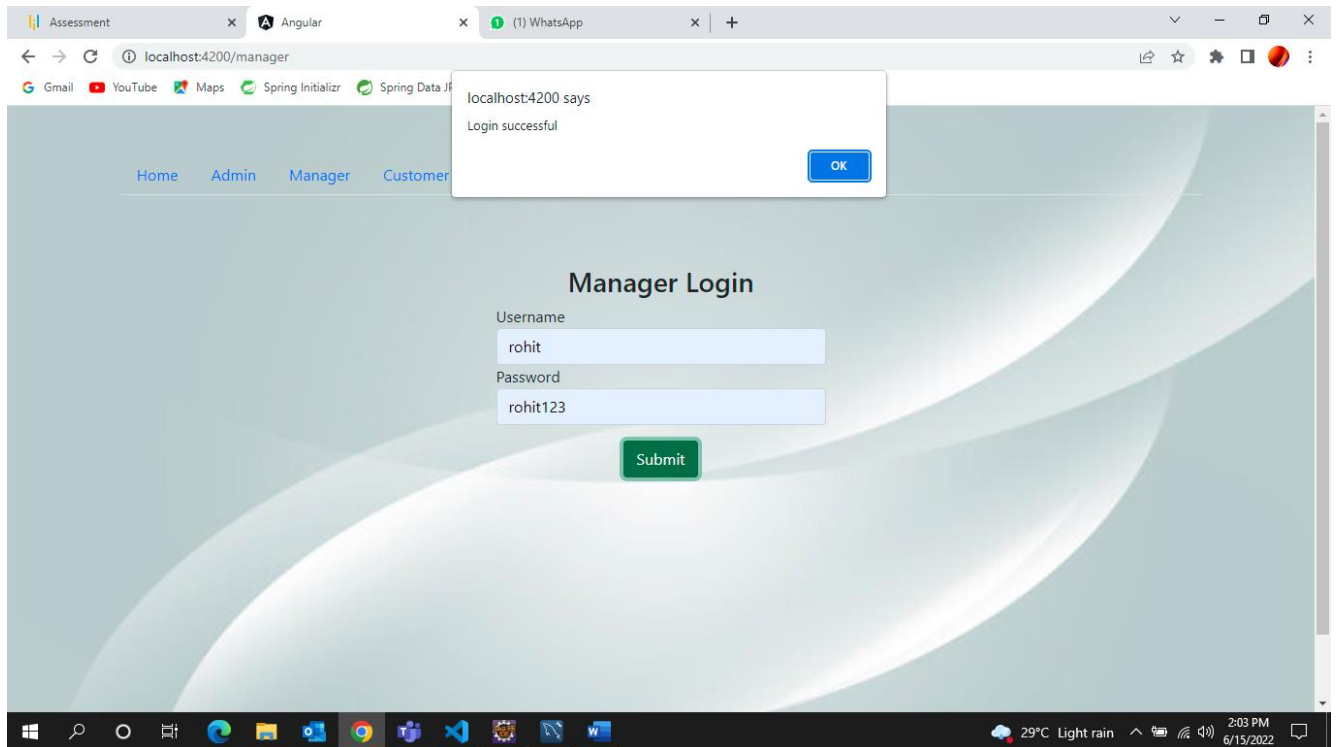 Assessment
Angular
(1) WhatsApp
localhost:4200/manager
Gmail YouTube Maps Spring Initializr Spring Data
localhost:4200 says
Login successful
OK
Home Admin Manager Customer
Manager Login
Username
rohit
Password
rohit123
Submit
29°C Light rain
2:03 PM
6/15/2022